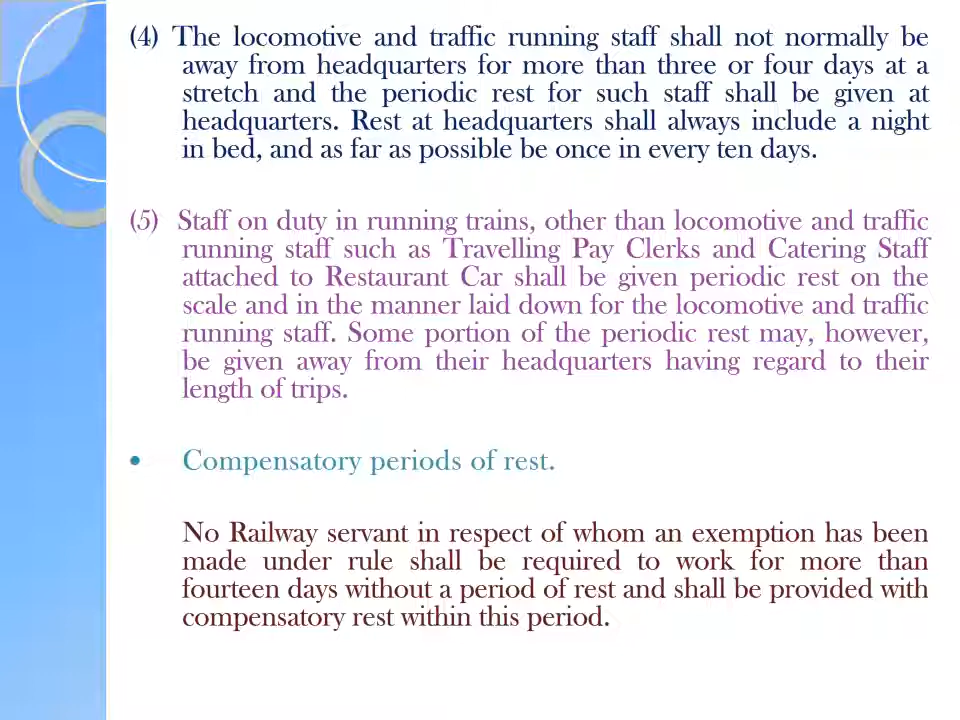 (4) The locomotive and traffic running staff shall not normally be
away from headquarters for more than three or four days at a
stretch and the periodic rest for such staff shall be given at
headquarters. Rest at headquarters shall always include a night
in bed, and as far as possible be once in every ten days.
(5) Staff on duty in running trains, other than locomotive and traffic
running staff such as Travelling Pay Clerks and Catering Staff
attached to Restaurant Car shall be given periodic rest on the
scale and in the manner laid down for the locomotive and traffic
running staff. Some portion of the periodic rest may, however,
be given away from their headquarters having regard to their
length of trips.
• Compensatory periods of rest.
No Railway servant in respect of whom an exemption has been
made under rule shall be required to work for more than
fourteen days without a period of rest and shall be provided with
compensatory rest within this period.